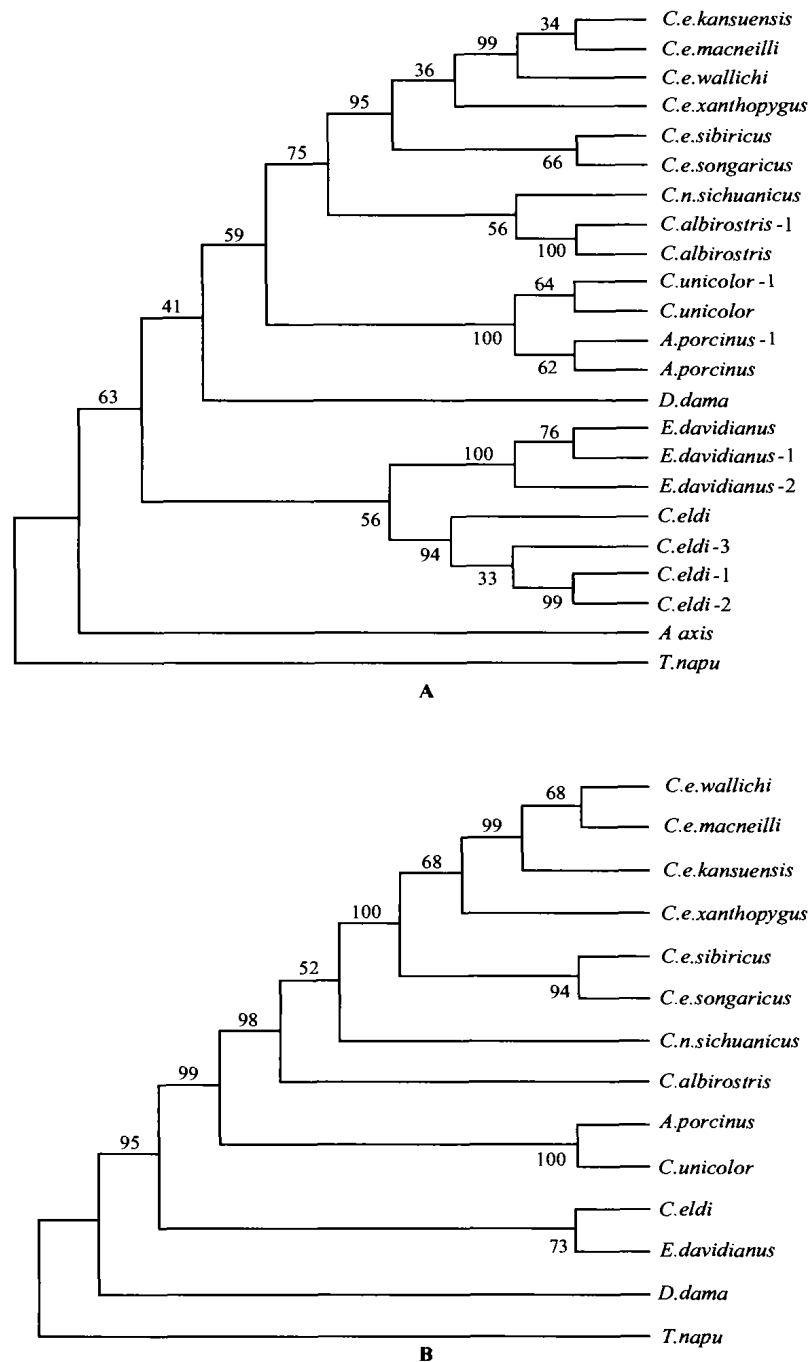 C.e.kansuensis
34
C.e.macneilli
99
C.e.wallichi
36
C.e.xanthopygus
95
C.e.sibiricus
66
C.e.songaricus
75
C.n.sichuanicus
56
C.albirostris-1
100
C.albirostris
59
C.unicolor-1
64
C.unicolor
100
A.porcinus-1
62
A.porcinus
41
D.dama
63
E.davidianus
76
E.davidianus-1
100
E.davidianus-2
56
C.eldi
94
C.eldi-3
33
C.eldi-1
99
C.eldi-2
A axis
T.napu
A
C.e.wallichi
68
C.e.macneilli
99
C.e.kansuensis
68
C.e.xanthopygus
100
C.e.sibiricus
94
C.e.songaricus
52
C.n.sichuanicus
98
C.albirostris
99
A.porcinus
100
C.unicolor
95
C.eldi
73
E.davidianus
D.dama
T.napu
B